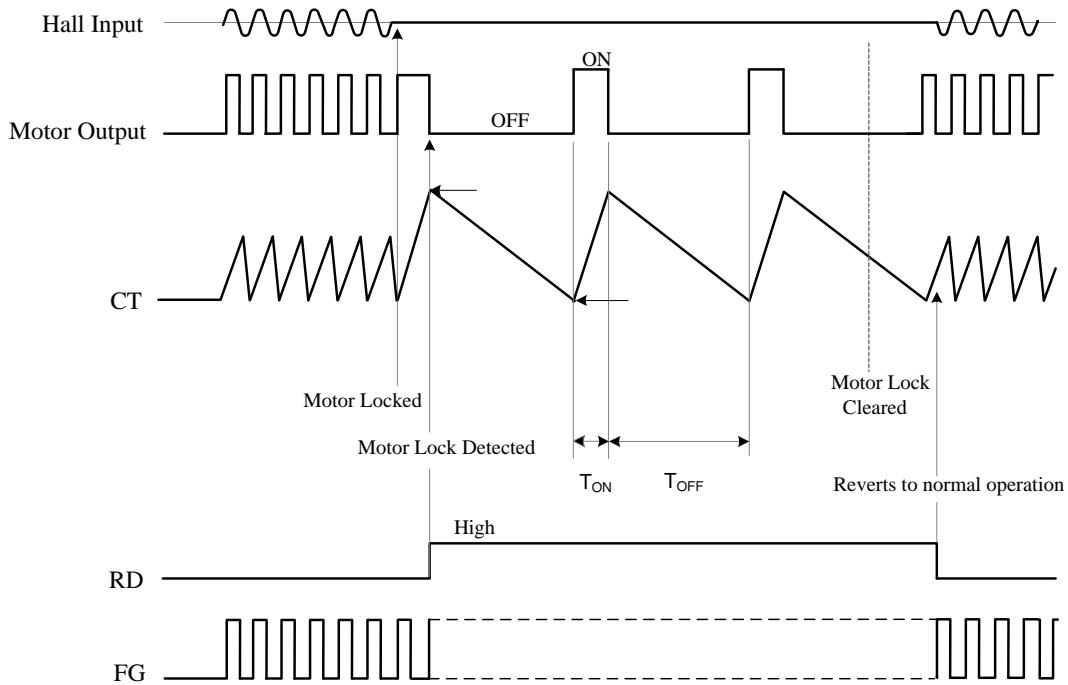 Hall Input
ON
Motor Output
OFF
CT
Motor Locked
Motor Lock
Cleared
Motor Lock Detected
TON
TOFF
Reverts to normal operation
High
RD
FG